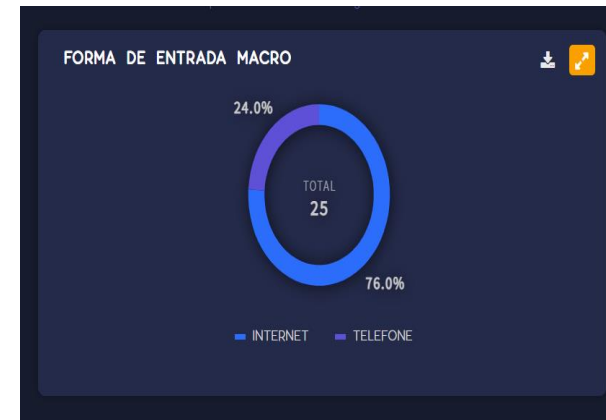 FORMA DE ENTRADA MACRO
24.0%
TOTAL
25
76.0%
INTERNET TELEFONE